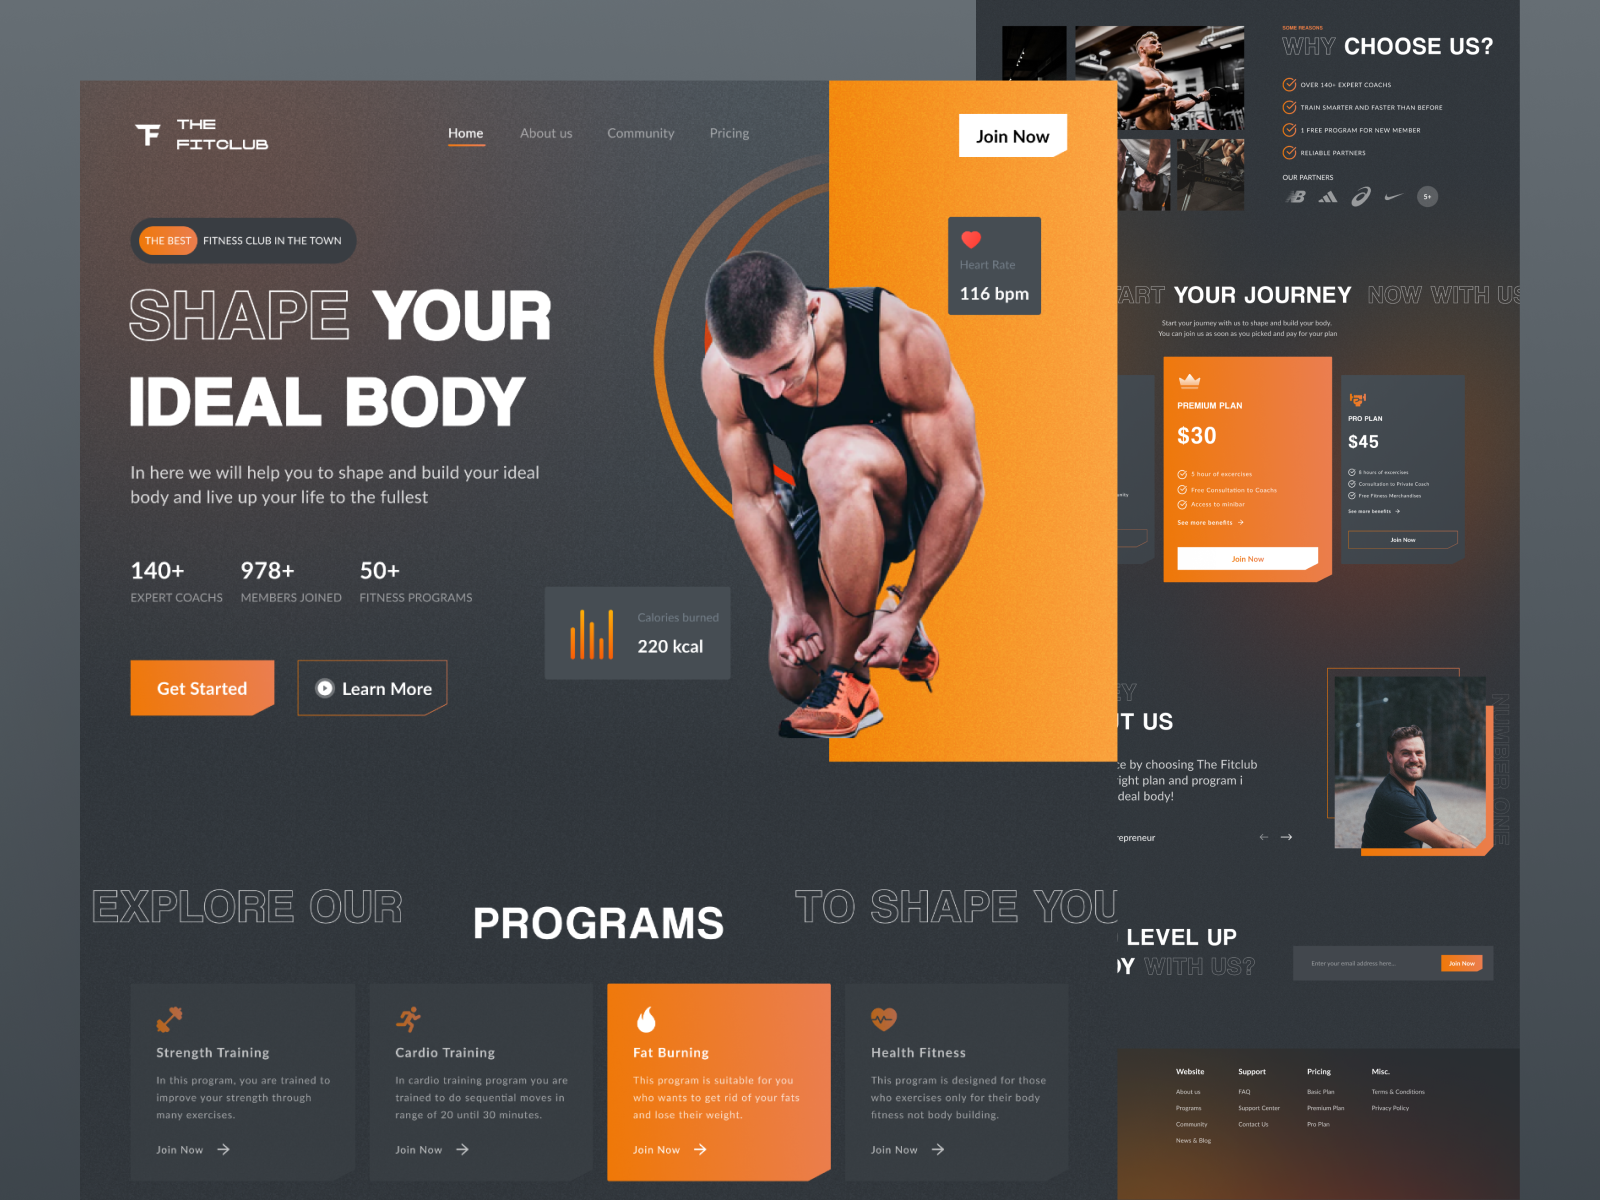 THE
FITCLUB
Home
About us
Community
Pricing
Join Now
THE BEST FITNESS CLUB IN THE TOWN
SHAPE YOUR
IDEAL BODY
In here we will help you to shape and build your ideal
body and live up your life to the fullest
140+
EXPERT COACHS
978+
MEMBERS JOINED
50+
FITNESS PROGRAMS
Get Started
Learn More
Heart Rate
116 bpm
Calories burned
220 kcal
EXPLORE OUR
PROGRAMS
TO SHAPE YOU
Strength Training
In this program, you are trained to
improve your strength through
many exercises.
Join Now
Cardio Training
In cardio training program you are
trained to do sequential moves in
range of 20 until 30 minutes.
Join Now
Fat Burning
This program is suitable for you
who wants to get rid of your fats
and lose their weight.
Join Now
Health Fitness
This program is designed for those
who exercises only for their body
fitness not body building.
Join Now
SOME REASONS
WHY CHOOSE US?
OVER 140+ EXPERT COACHS
TRAIN SMARTER AND FASTER THAN BEFORE
1 FREE PROGRAM FOR NEW MEMBER
RELIABLE PARTNERS
OUR PARTNERS
5+
TART YOUR JOURNEY NOW WITH US
Start your journey with us to shape and build your body.
You can join us as soon as you picked and pay for your plan
PREMIUM PLAN
$30
5 hour of excercises
Free Consultation to Coachs
Access to minibar
See more benefits
Join Now
PRO PLAN
$45
8 hours of excercises
Consultation to Private Coach
Free Fitness Merchandises
See more benefits
Join Now
EY
UT US
ce by choosing The Fitclub
ight plan and program i
deal body!
repreneur
NUMBER ONE
LEVEL UP
DY WITH US?
Enter your email address here...
Join Now
Website
About us
Programs
Community
News & Blog
Support
FAQ
Support Center
Contact Us
Pricing
Basic Plan
Premium Plan
Pro Plan
Misc.
Terms & Conditions
Privacy Policy